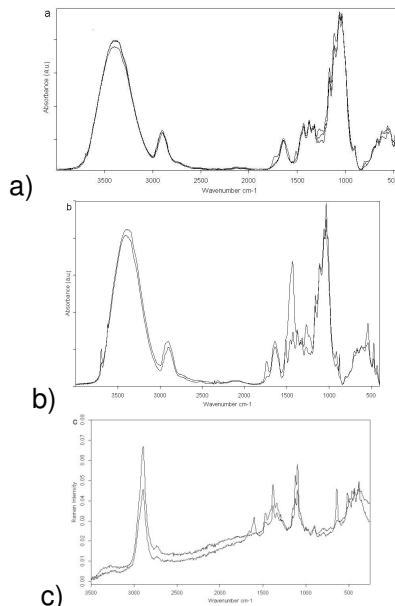 a
Absorbance (a.u.)
3500 3000 2500 2000 1500 1000 500
Wavenumber cm-1
a)
b
Absorbance (a.u)
3500 3000 2500 2000 1500 1000 500
Wavenumber cm-1
b)
c
Raman Intensity
0.08
0.07
0.06
0.05
0.04
0.03
0.02
0.01
0.00
3500 3000 2500 2000 1500 1000 500
Wavenumber cm-1
c)